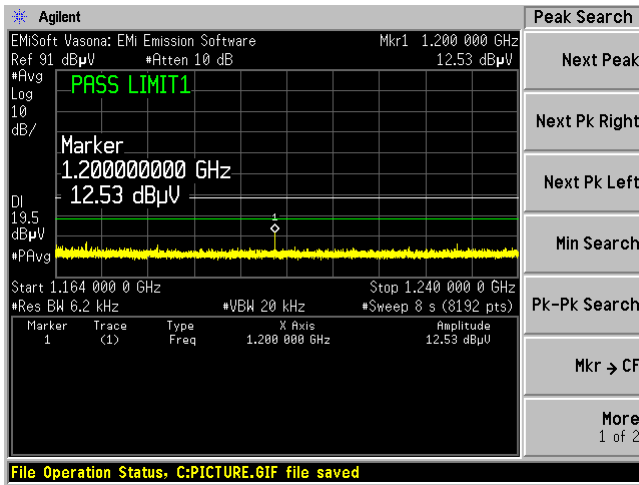 Agilent
Peak Search
EMiSoft Vasona: EMi Emission Software
Mkr1 1.200 000 GHz
Ref 91 dBµV #Atten 10 dB 12.53 dBµV
#Avg
Log
10
dB/
PASS LIMIT1
Marker
1.200000000 GHz
12.53 dBµV
DI
19.5
dBµV
#PAvg
1
Start 1.164 000 0 GHz Stop 1.240 000 0 GHz
#Res BW 6.2 kHz #VBW 20 kHz #Sweep 8 s (8192 pts)
Marker Trace Type X Axis Amplitude
1 (1) Freq 1.200 000 GHz 12.53 dBµV
Next Peak
Next Pk Right
Next Pk Left
Min Search
Pk-Pk Search
Mkr → CF
More
1 of 2
File Operation Status, C:PICTURE.GIF file saved